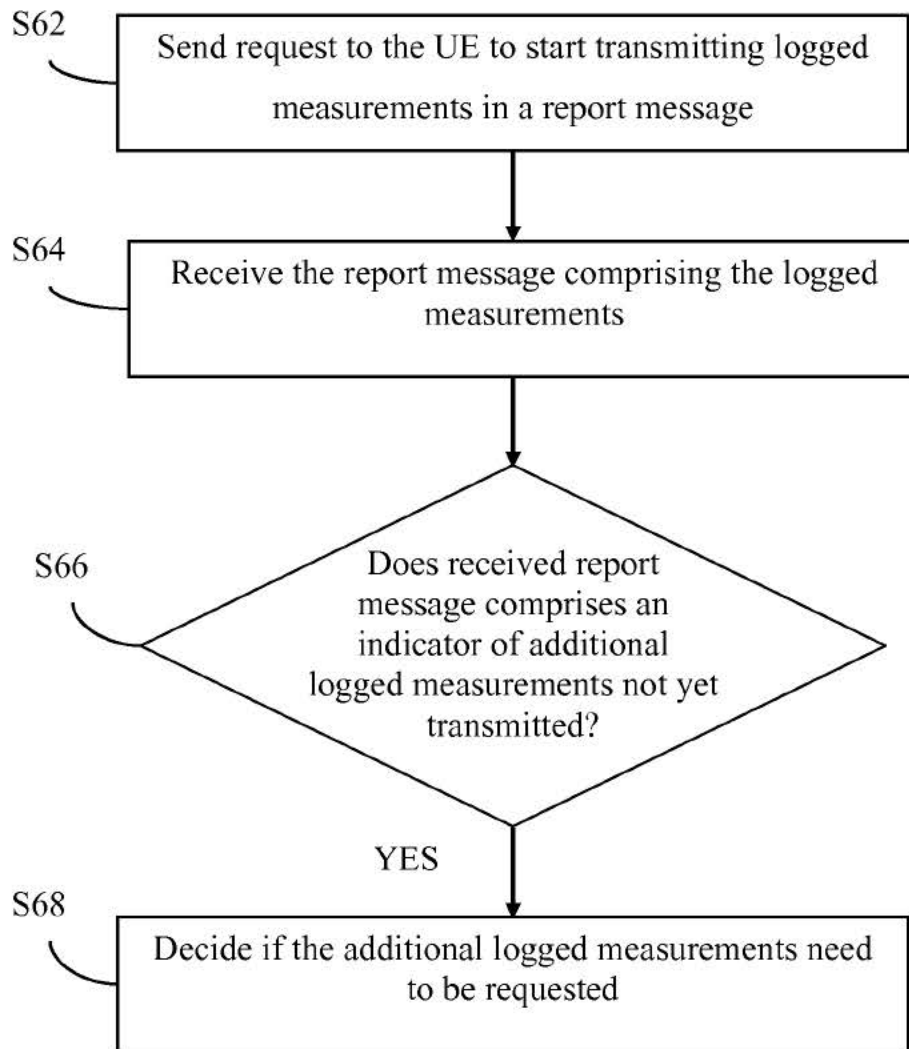 S62
Send request to the UE to start transmitting logged
measurements in a report message
S64
Receive the report message comprising the logged
measurements
S66
Does received report
message comprises an
indicator of additional
logged measurements not yet
transmitted?
YES
S68
Decide if the additional logged measurements need
to be requested